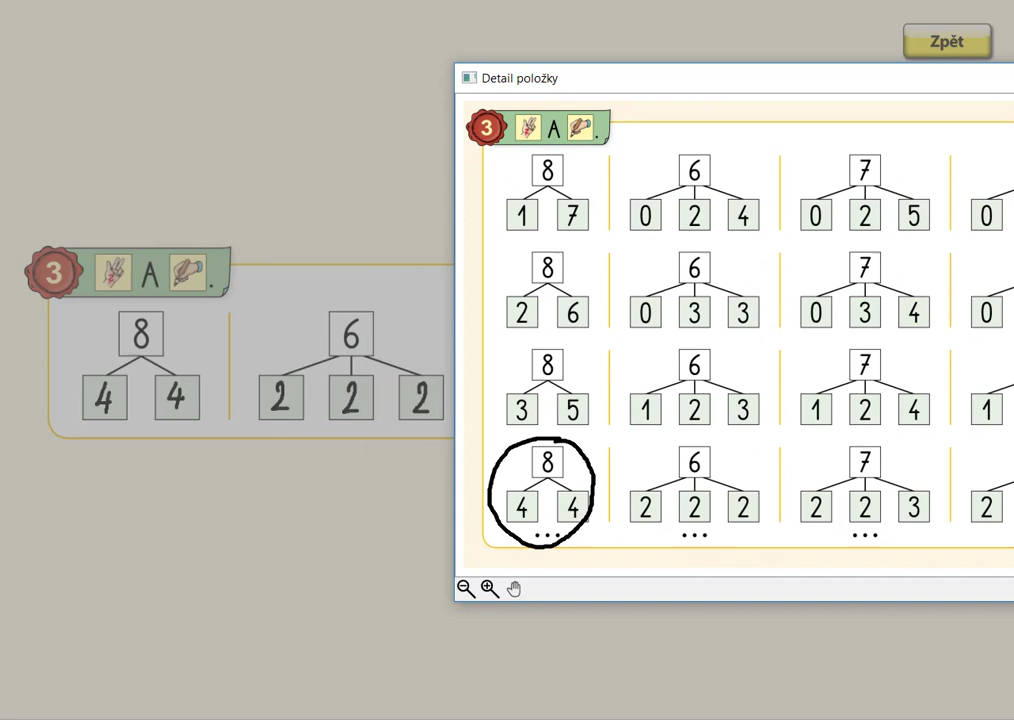 Zpět
Detail položky
3 A .
8 6 7
1 7 0 2 4 0 2 5 0
8 6 7
2 6 0 3 3 0 3 4 0
8 6 7
3 5 1 2 3 1 2 4 1
8 6 7
4 4 2 2 2 2 2 3 2
... ... ...
3 A .
8 6
4 4 2 2 2